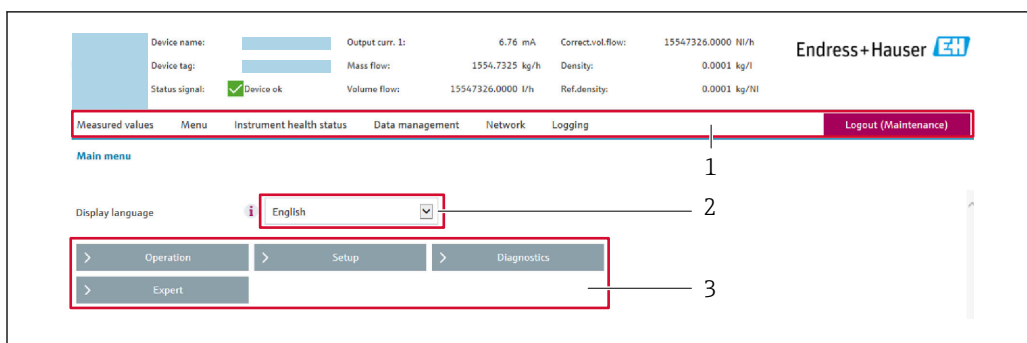 Device name: Output curr. 1: 6.76 mA Correct.vol.flow: 15547326.0000 Nl/h
Endress+Hauser EH
Device tag: Mass flow: 1554.7325 kg/h Density: 0.0001 kg/l
Status signal: Device ok Volume flow: 15547326.0000 l/h Ref.density: 0.0001 kg/Nl
Measured values Menu Instrument health status Data management Network Logging Logout (Maintenance)
1
Main menu
Display language i English 2
> Operation > Setup > Diagnostics
> Expert 3